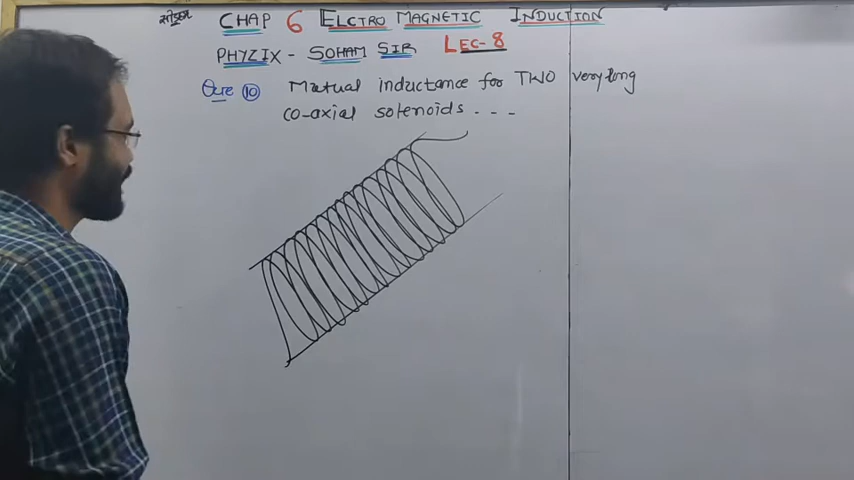 CHAP 6 ELCTRO MAGNETIC INDUCTION
PHYZIX - SOHAM SIR LEC-8
Que 10 Mutual inductance for TWO very long
co-axial solenoids - - -